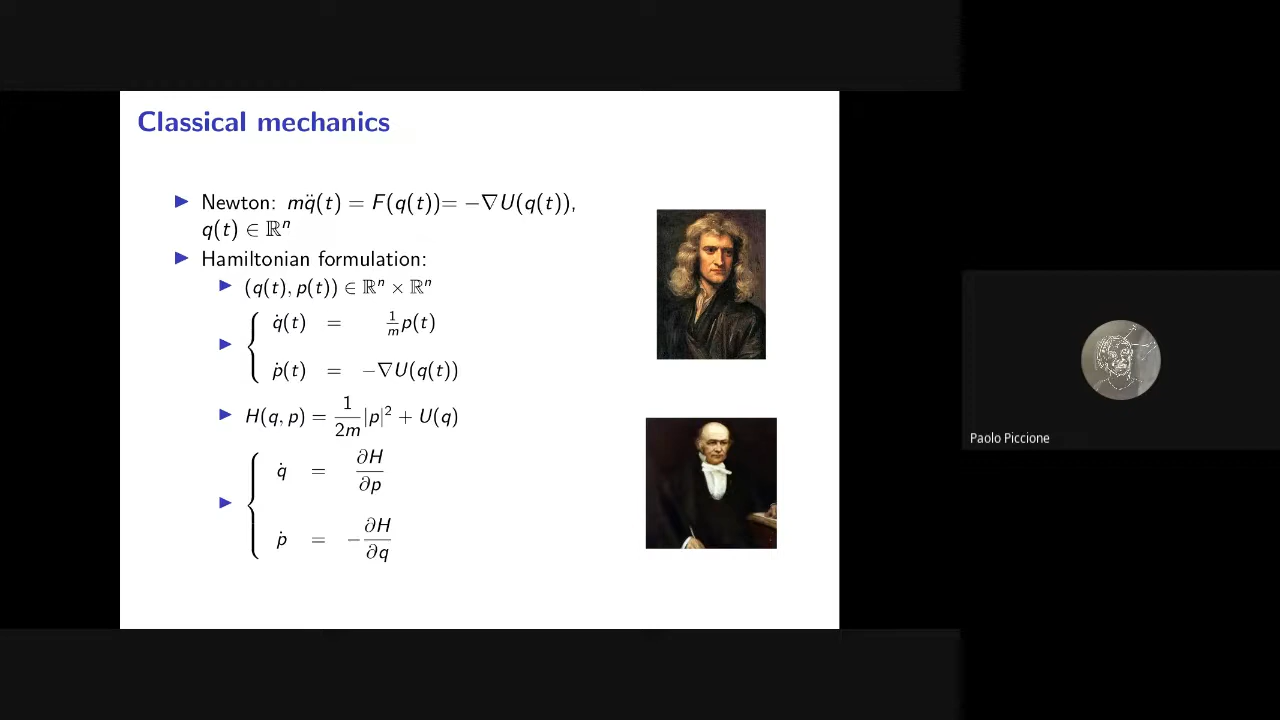 Classical mechanics
▶ Newton: mq̈(t) = F(q(t))= −∇U(q(t)),
q(t) ∈ ℝⁿ
▶ Hamiltonian formulation:
▶ (q(t), p(t)) ∈ ℝⁿ × ℝⁿ
▶ { q̇(t) = 1/m p(t)
ṗ(t) = −∇U(q(t))
▶ H(q, p) = 1/2m |p|² + U(q)
▶ { q̇ = ∂H/∂p
ṗ = −∂H/∂q
Paolo Piccione